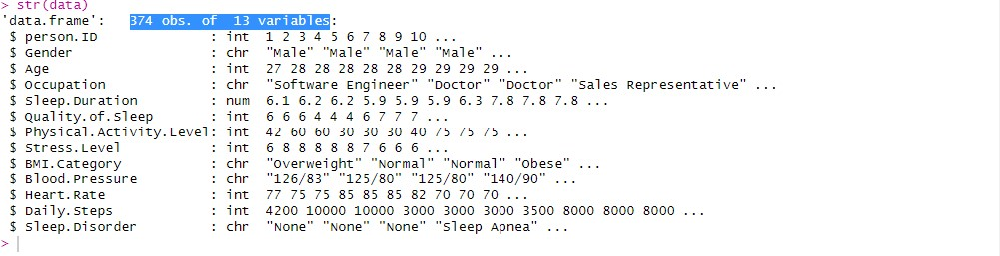 > str(data)
'data.frame':   374 obs. of  13 variables:
 $ person.ID              : int  1 2 3 4 5 6 7 8 9 10 ...
 $ Gender                 : chr  "Male" "Male" "Male" "Male" ...
 $ Age                    : int  27 28 28 28 28 28 29 29 29 29 ...
 $ Occupation             : chr  "Software Engineer" "Doctor" "Doctor" "Sales Representative" ...
 $ Sleep.Duration         : num  6.1 6.2 6.2 5.9 5.9 5.9 6.3 7.8 7.8 7.8 ...
 $ Quality.of.Sleep       : int  6 6 6 4 4 4 6 7 7 7 ...
 $ Physical.Activity.Level: int  42 60 60 30 30 30 40 75 75 75 ...
 $ Stress.Level           : int  6 8 8 8 8 8 7 6 6 6 ...
 $ BMI.Category           : chr  "Overweight" "Normal" "Normal" "Obese" ...
 $ Blood.Pressure         : chr  "126/83" "125/80" "125/80" "140/90" ...
 $ Heart.Rate             : int  77 75 75 85 85 85 82 70 70 70 ...
 $ Daily.Steps            : int  4200 10000 10000 3000 3000 3000 3500 8000 8000 8000 ...
 $ Sleep.Disorder         : chr  "None" "None" "None" "Sleep Apnea" ...
>